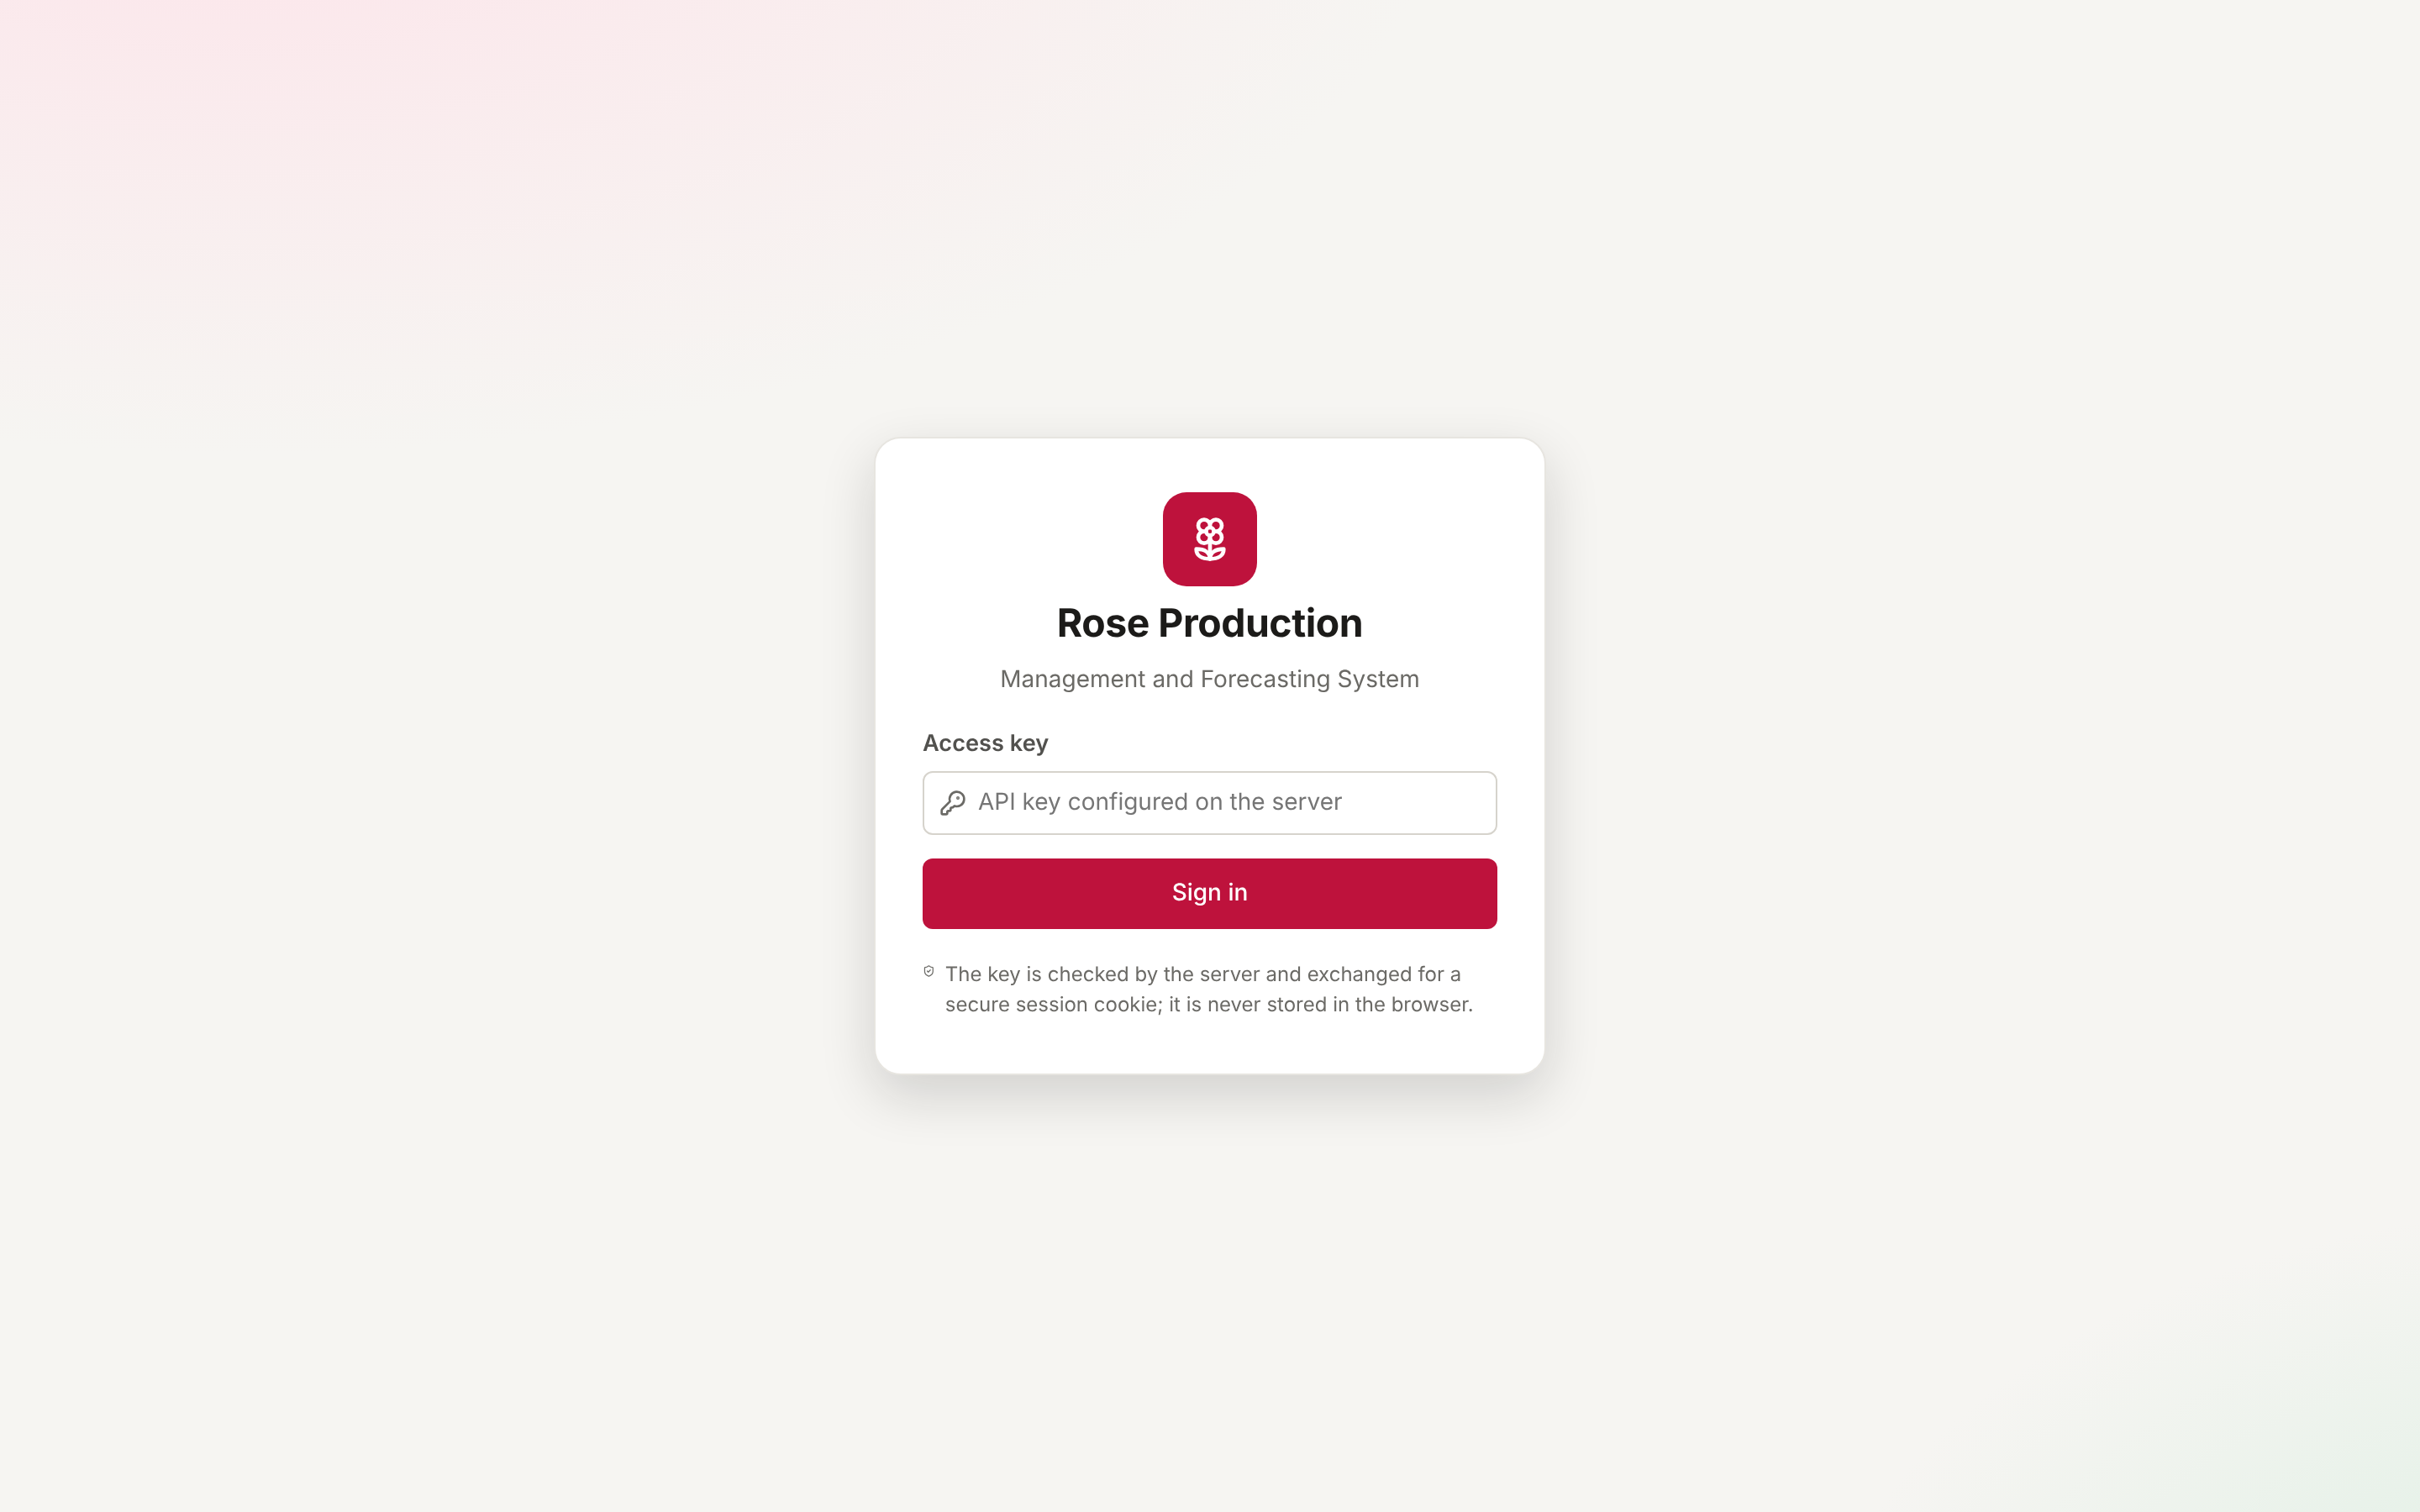 Rose Production
Management and Forecasting System
Access key
API key configured on the server
Sign in
The key is checked by the server and exchanged for a
secure session cookie; it is never stored in the browser.